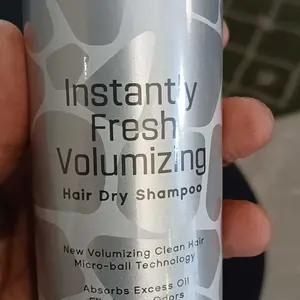 Instantly
Fresh
Volumizing
Hair Dry Shampoo
New Volumizing Clean Hair
Micro-ball Technology
Absorbs Excess Oil
Odors